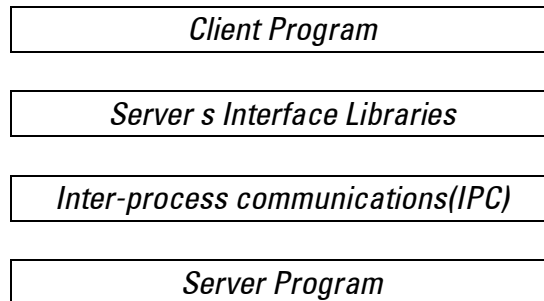 Client Program
Server s Interface Libraries
Inter-process communications(IPC)
Server Program